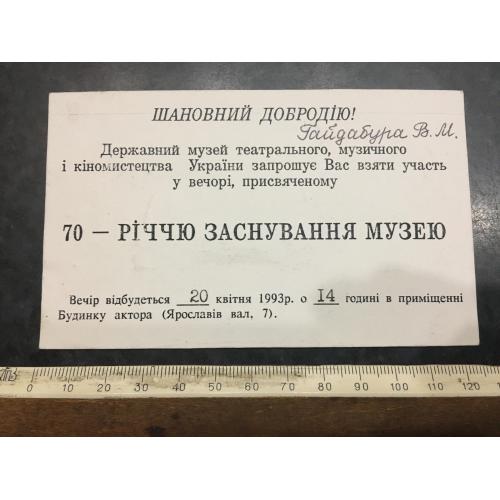 ШАНОВНИЙ ДОБРОДІЮ!
Гайдабура В. М.
Державний музей театрального, музичного
і кіномистецтва України запрошує Вас взяти участь
у вечорі, присвяченому
70 — РІЧЧЮ ЗАСНУВАННЯ МУЗЕЮ
Вечір відбудеться 20 квітня 1993р. о 14 годині в приміщенні
Будинку актора (Ярославів вал, 7).
0 10 20 30 40 50 60 70 80 90 100 110 120